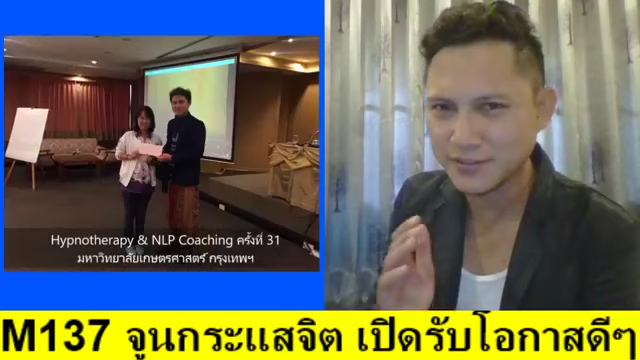 Hypnotherapy & NLP Coaching ครั้งที่ 31
มหาวิทยาลัยเกษตรศาสตร์ กรุงเทพฯ
M137 จูนกระแสจิต เปิดรับโอกาสดีๆ